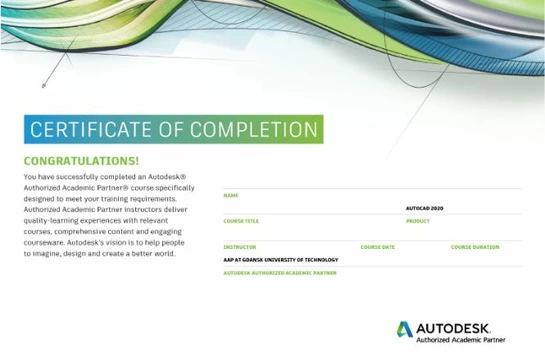 CERTIFICATE OF COMPLETION
CONGRATULATIONS!
You have successfully completed an Autodesk®
Authorized Academic Partner® course specifically
designed to meet your training requirements.
Authorized Academic Partner instructors deliver
quality-learning experiences with relevant
courses, comprehensive content and engaging
courseware. Autodesk's vision is to help people
to imagine, design and create a better world.
NAME
AUTOCAD 2020
COURSE TITLE PRODUCT
INSTRUCTOR COURSE DATE COURSE DURATION
AAP AT GDANSK UNIVERSITY OF TECHNOLOGY
AUTODESK AUTHORIZED ACADEMIC PARTNER
AUTODESK.
Authorized Academic Partner